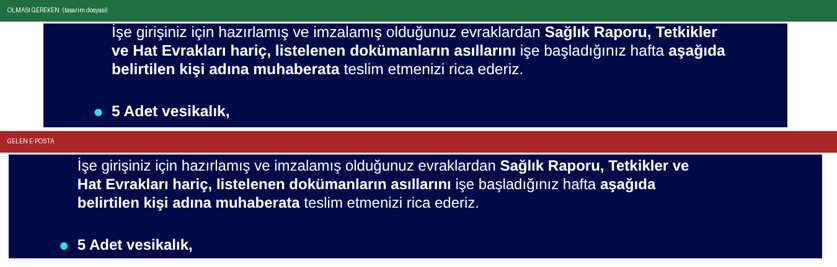 OLMASI GEREKEN (tasarım dosyası)
İşe girişiniz için hazırlamış ve imzalamış olduğunuz evraklardan Sağlık Raporu, Tetkikler
ve Hat Evrakları hariç, listelenen dokümanların asıllarını işe başladığınız hafta aşağıda
belirtilen kişi adına muhaberata teslim etmenizi rica ederiz.
● 5 Adet vesikalık,
GELEN E-POSTA
İşe girişiniz için hazırlamış ve imzalamış olduğunuz evraklardan Sağlık Raporu, Tetkikler ve
Hat Evrakları hariç, listelenen dokümanların asıllarını işe başladığınız hafta aşağıda
belirtilen kişi adına muhaberata teslim etmenizi rica ederiz.
● 5 Adet vesikalık,